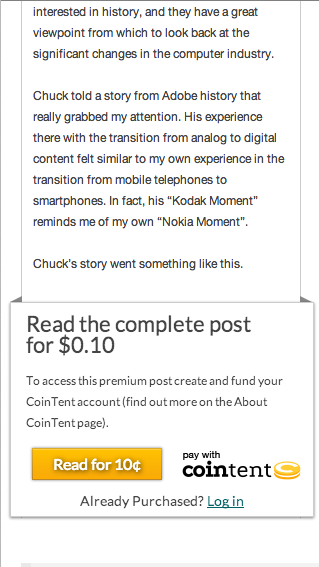 interested in history, and they have a great
viewpoint from which to look back at the
significant changes in the computer industry.
Chuck told a story from Adobe history that
really grabbed my attention. His experience
there with the transition from analog to digital
content felt similar to my own experience in the
transition from mobile telephones to
smartphones. In fact, his “Kodak Moment”
reminds me of my own “Nokia Moment”.
Chuck's story went something like this.
Read the complete post
for $0.10
To access this premium post create and fund your
CoinTent account (find out more on the About
CoinTent page).
Read for 10¢
pay with
cointent
Already Purchased? Log in